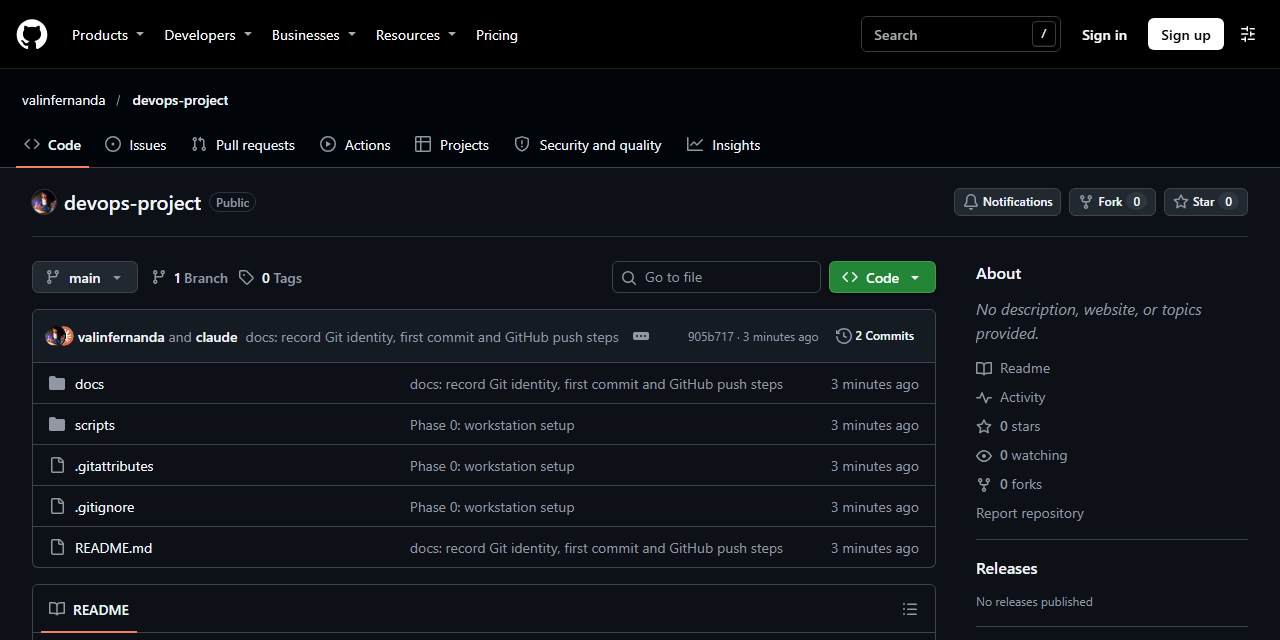 Products Developers Businesses Resources Pricing Search / Sign in Sign up
valinfernanda / devops-project
Code Issues Pull requests Actions Projects Security and quality Insights
devops-project Public Notifications Fork 0 Star 0
main 1 Branch 0 Tags Go to file Code
valinfernanda and claude docs: record Git identity, first commit and GitHub push steps 905b717 · 3 minutes ago 2 Commits
docs docs: record Git identity, first commit and GitHub push steps 3 minutes ago
scripts Phase 0: workstation setup 3 minutes ago
.gitattributes Phase 0: workstation setup 3 minutes ago
.gitignore Phase 0: workstation setup 3 minutes ago
README.md docs: record Git identity, first commit and GitHub push steps 3 minutes ago
README
About
No description, website, or topics
provided.
Readme
Activity
0 stars
0 watching
0 forks
Report repository
Releases
No releases published